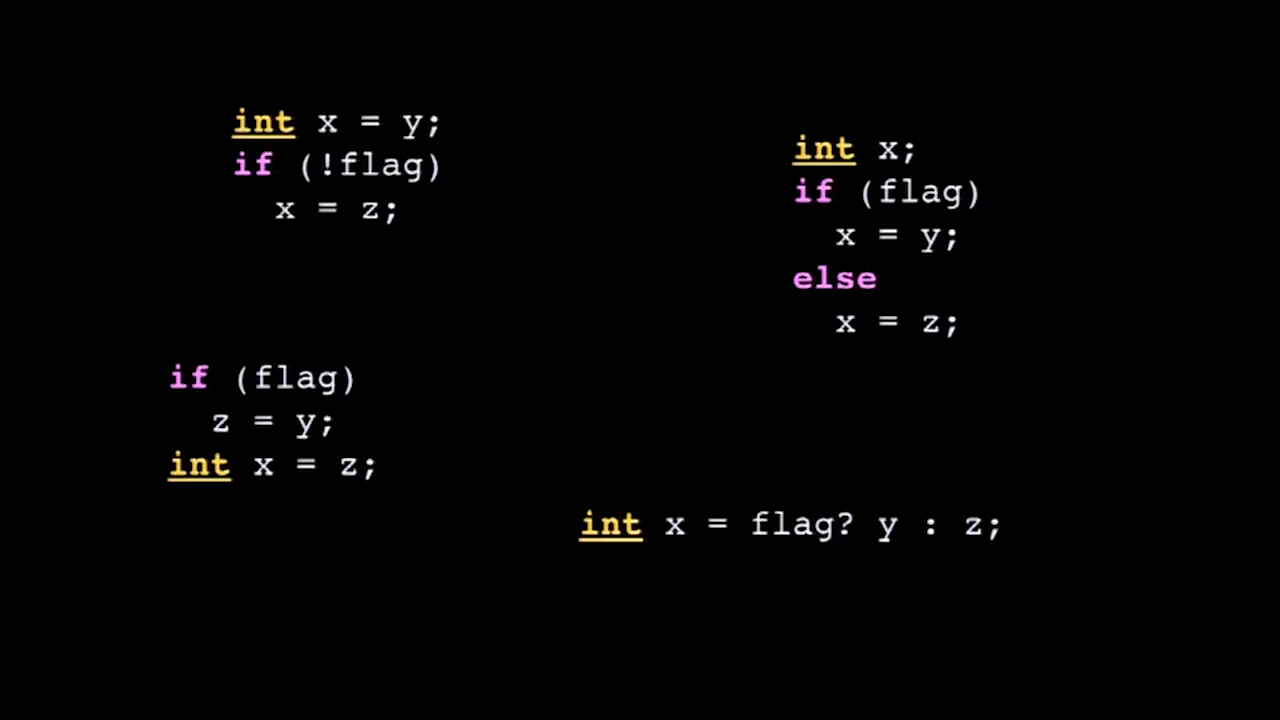 int x = y;
if (!flag)
  x = z;
int x;
if (flag)
  x = y;
else
  x = z;
if (flag)
  z = y;
int x = z;
int x = flag? y : z;